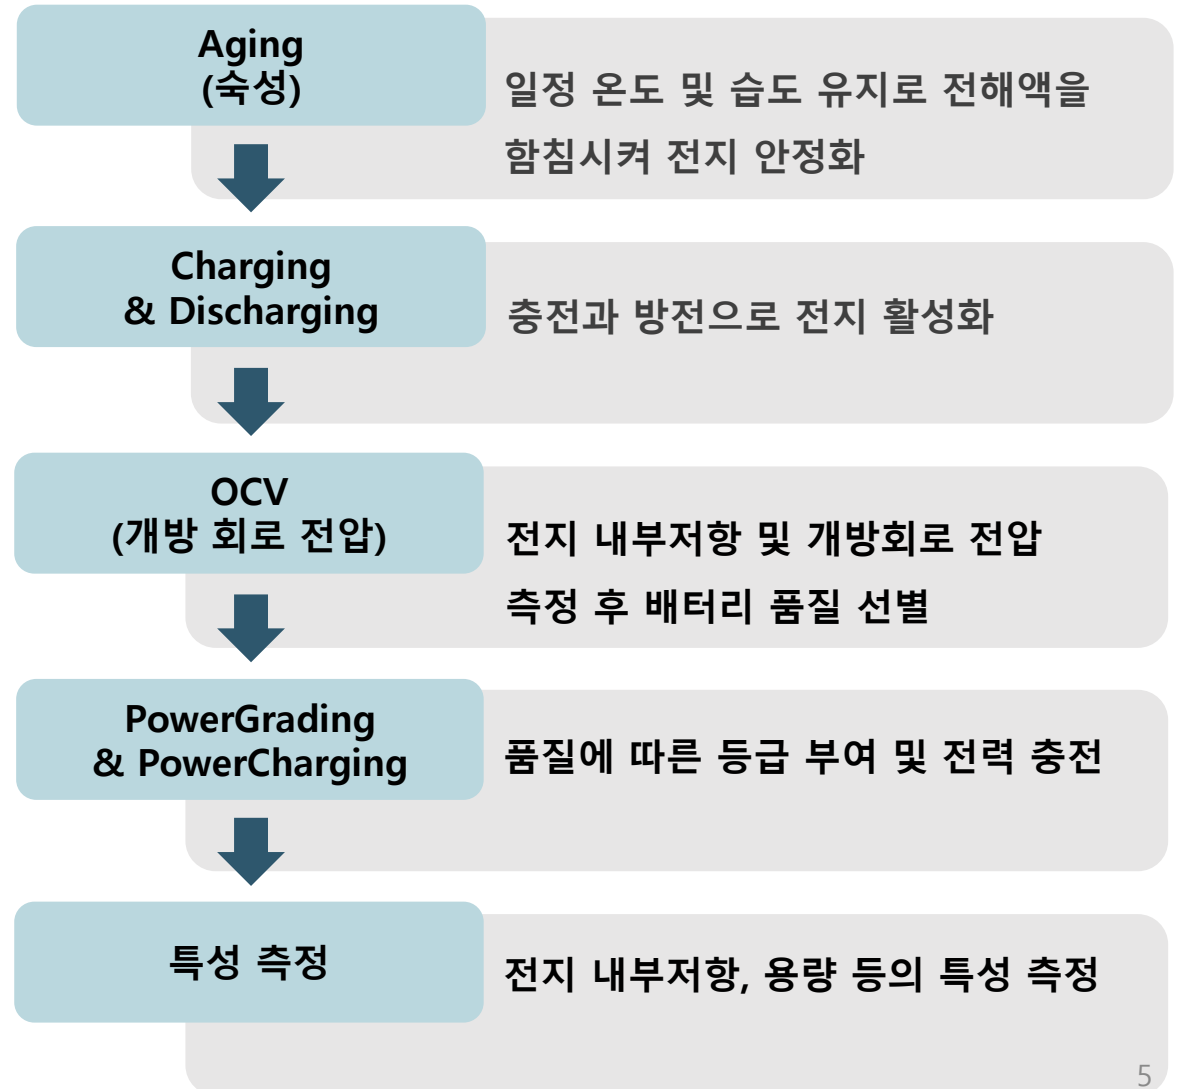 Aging
(숙성)
일정 온도 및 습도 유지로 전해액을
함침시켜 전지 안정화
Charging
& Discharging
충전과 방전으로 전지 활성화
OCV
(개방 회로 전압)
전지 내부저항 및 개방회로 전압
측정 후 배터리 품질 선별
PowerGrading
& PowerCharging
품질에 따른 등급 부여 및 전력 충전
특성 측정
전지 내부저항, 용량 등의 특성 측정
5